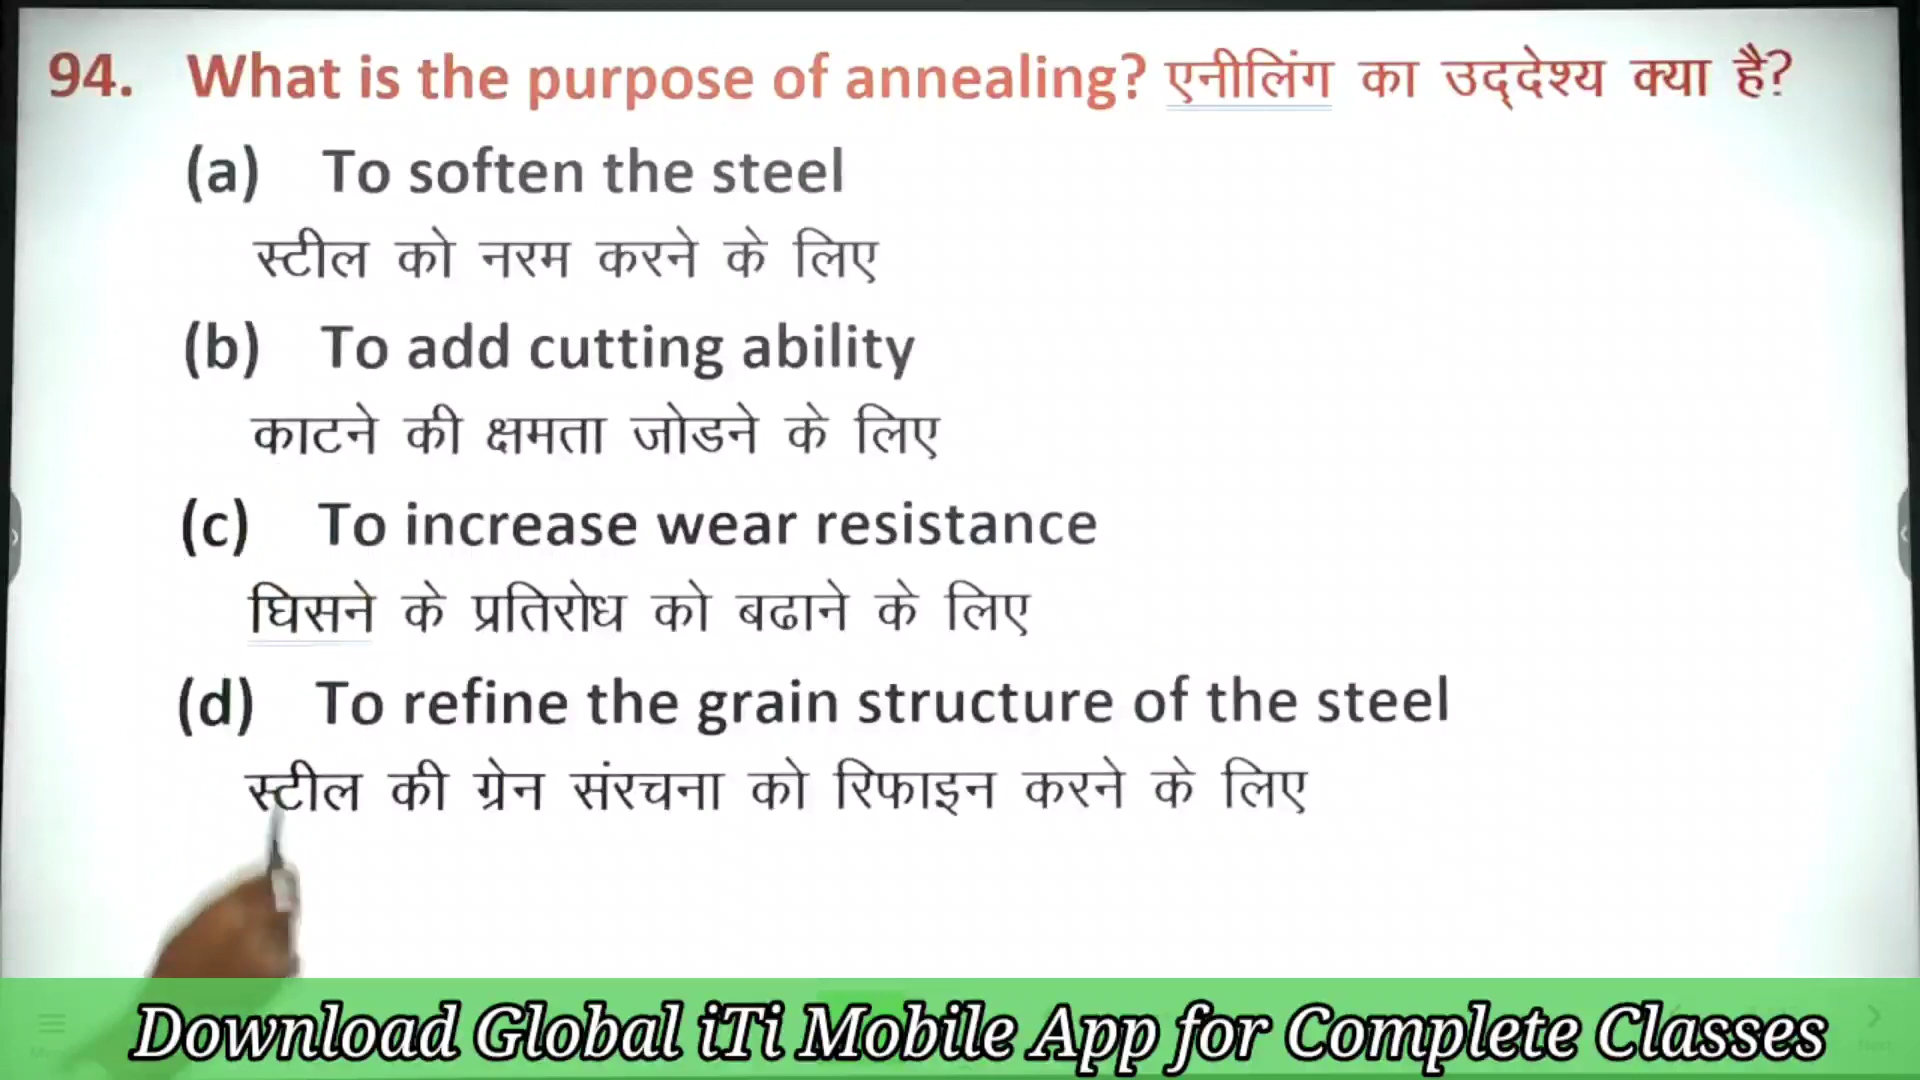 94. What is the purpose of annealing? एनीलिंग का उद्देश्य क्या है?
(a) To soften the steel
स्टील को नरम करने के लिए
(b) To add cutting ability
काटने की क्षमता जोडने के लिए
(c) To increase wear resistance
घिसने के प्रतिरोध को बढाने के लिए
(d) To refine the grain structure of the steel
स्टील की ग्रेन संरचना को रिफाइन करने के लिए
Download Global iTi Mobile App for Complete Classes